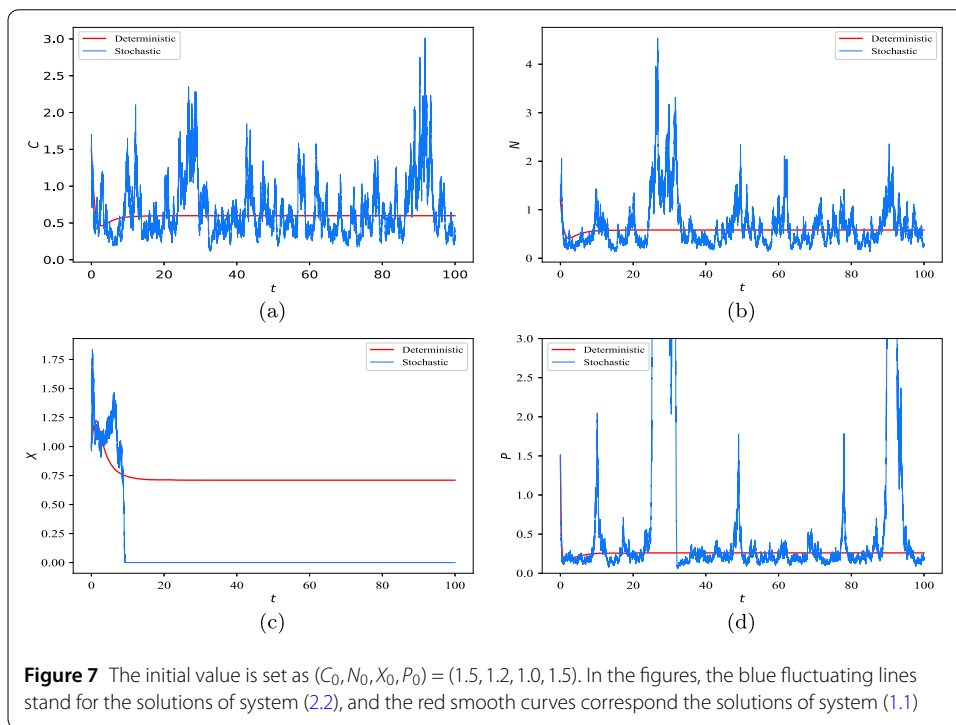 3.0
2.5
2.0
1.5
1.0
0.5
0.0
C
Deterministic
Stochastic
0 20 40 60 80 100
t
(a)
4
3
2
1
0
N
Deterministic
Stochastic
0 20 40 60 80 100
t
(b)
1.75
1.50
1.25
1.00
0.75
0.50
0.25
0.00
X
Deterministic
Stochastic
0 20 40 60 80 100
t
(c)
3.0
2.5
2.0
1.5
1.0
0.5
0.0
P
Deterministic
Stochastic
0 20 40 60 80 100
t
(d)
Figure 7 The initial value is set as (C₀, N₀, X₀, P₀) = (1.5, 1.2, 1.0, 1.5). In the figures, the blue fluctuating lines
stand for the solutions of system (2.2), and the red smooth curves correspond the solutions of system (1.1)